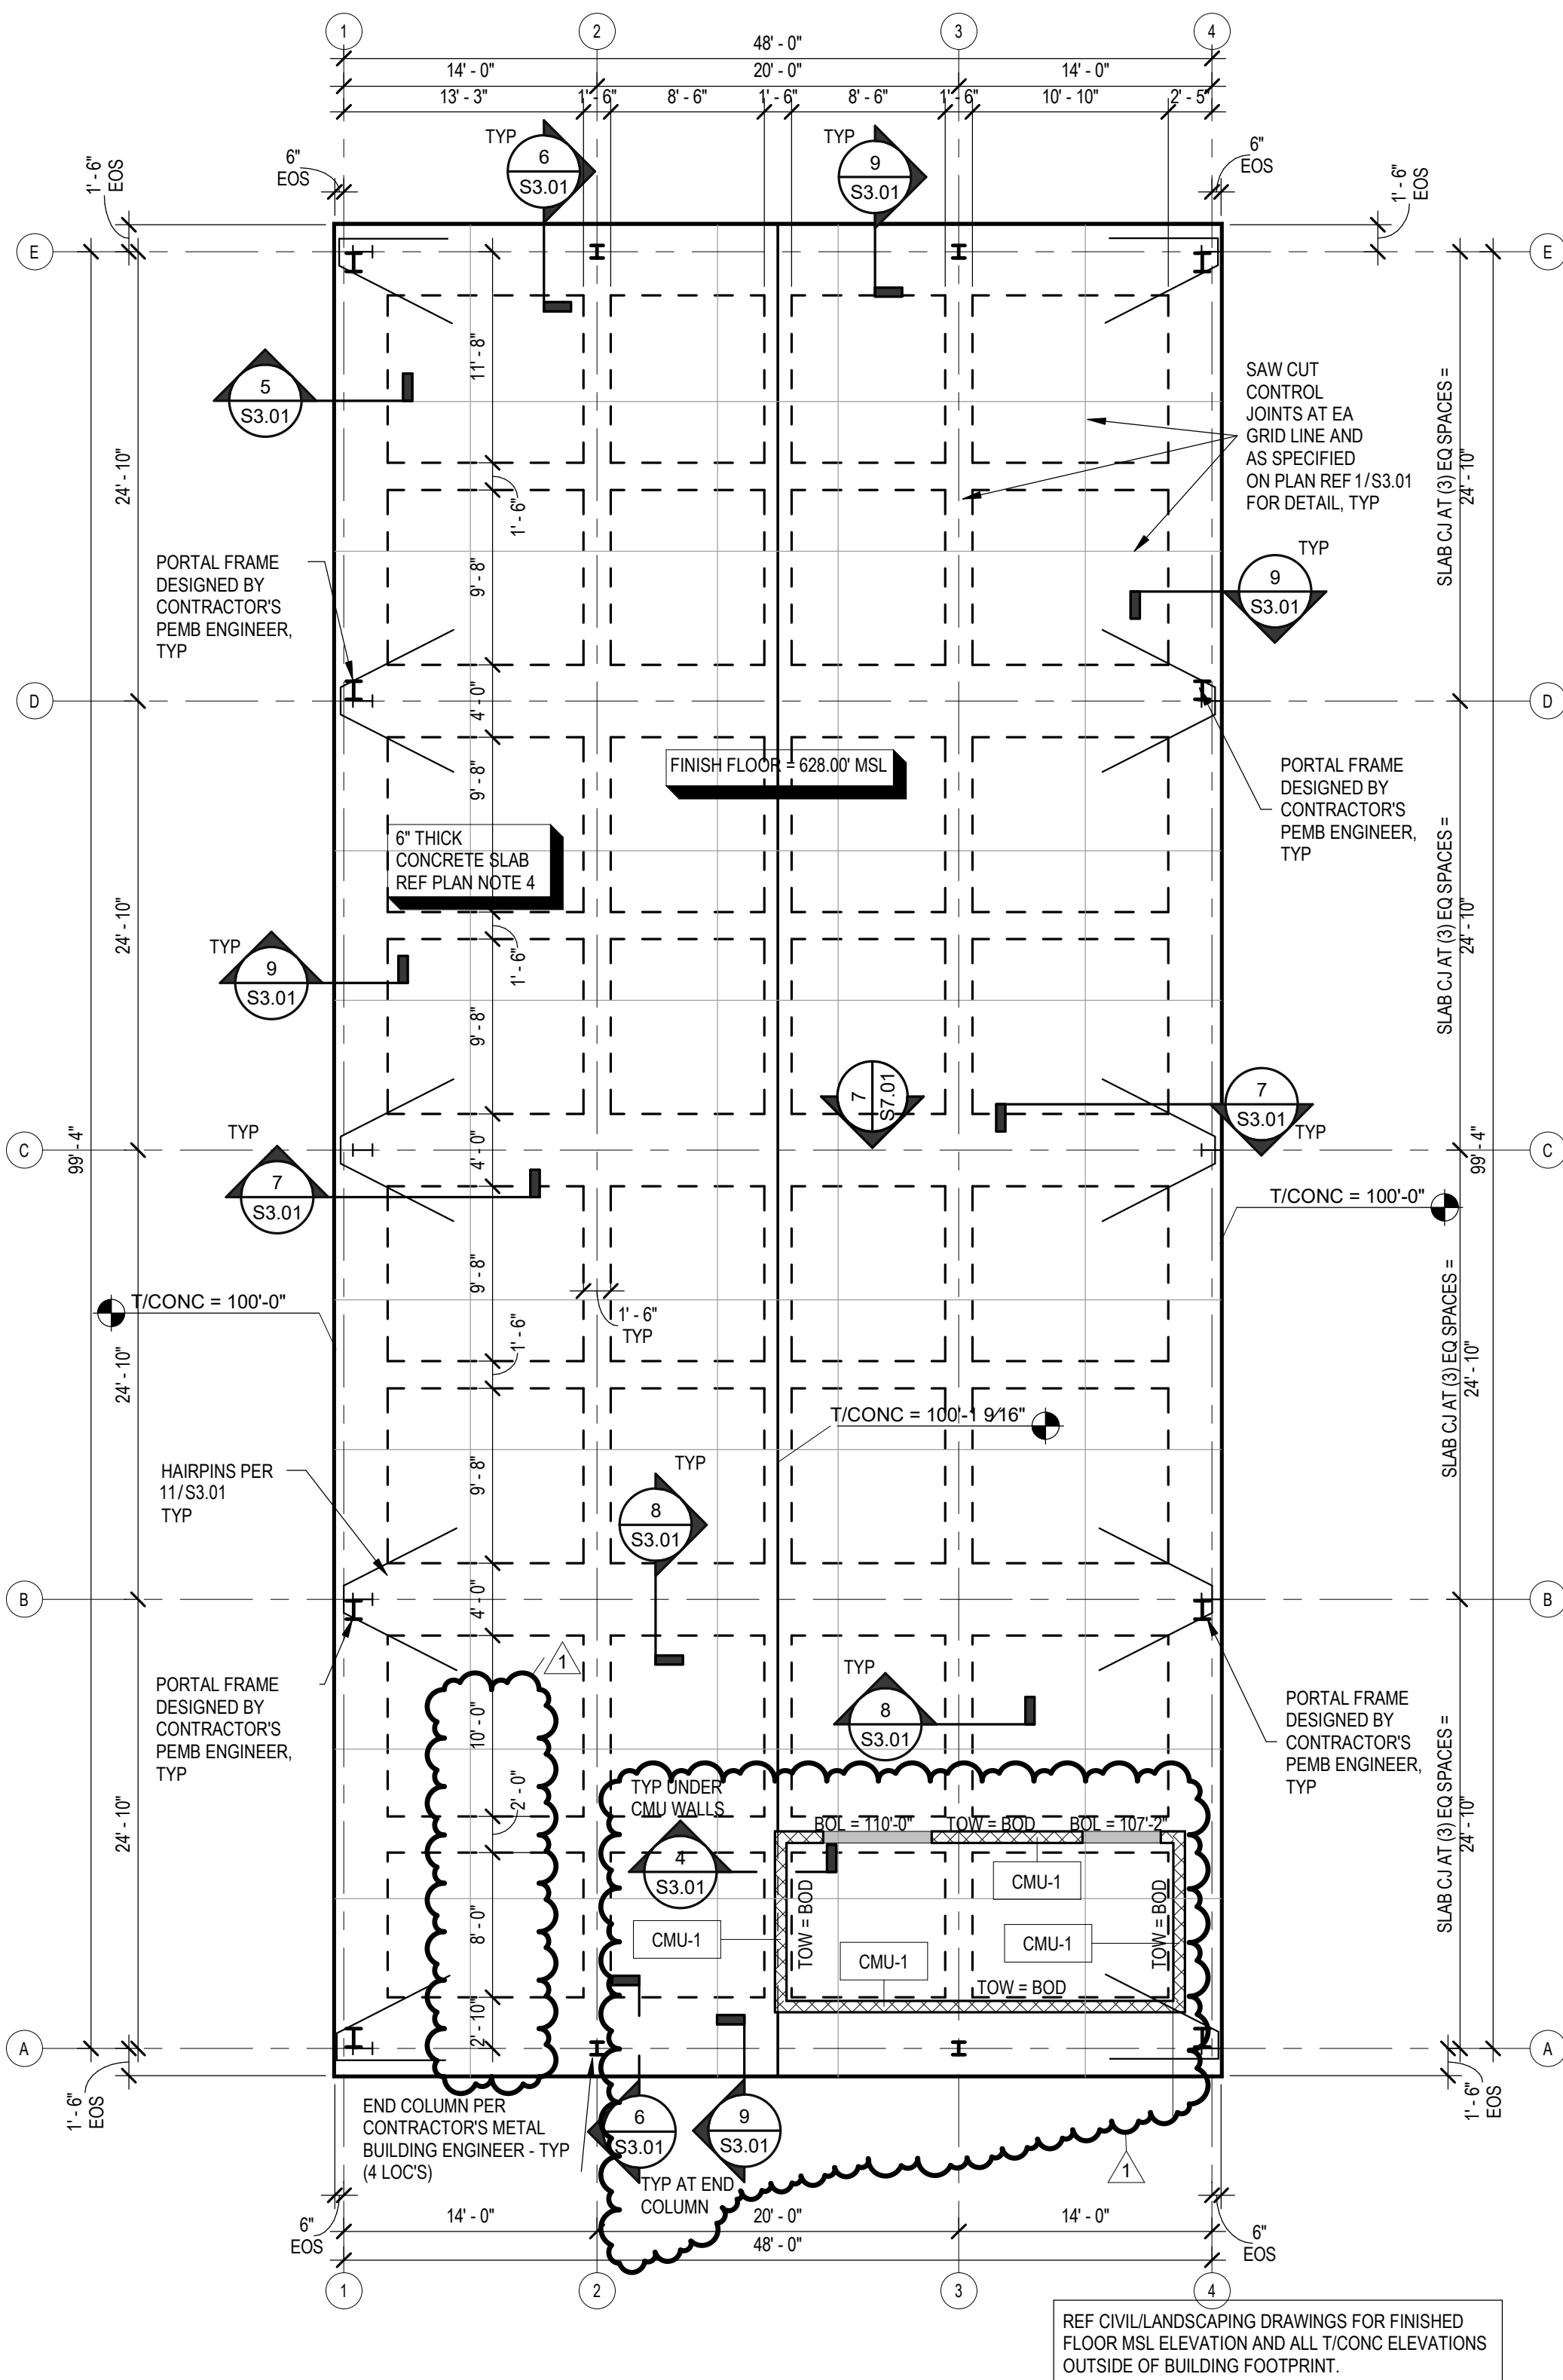 1
2
3
4
48' - 0"
14' - 0"
20' - 0"
14' - 0"
13' - 3"
1' - 6"
8' - 6"
1' - 6"
8' - 6"
1' - 6"
10' - 10"
2' - 5"
1' - 6"
EOS
6"
EOS
TYP
6
S3.01
TYP
9
S3.01
6"
EOS
1' - 6"
EOS
E
E
5
S3.01
11' - 8"
SAW CUT
CONTROL
JOINTS AT EA
GRID LINE AND
AS SPECIFIED
ON PLAN REF 1/S3.01
FOR DETAIL, TYP
24' - 10"
SLAB CJ AT (3) EQ SPACES =
24' - 10"
1' - 6"
PORTAL FRAME
DESIGNED BY
CONTRACTOR'S
PEMB ENGINEER,
TYP
9' - 8"
TYP
9
S3.01
D
4' - 0"
D
FINISH FLOOR = 628.00' MSL
9' - 8"
PORTAL FRAME
DESIGNED BY
CONTRACTOR'S
PEMB ENGINEER,
TYP
6" THICK
CONCRETE SLAB
REF PLAN NOTE 4
24' - 10"
SLAB CJ AT (3) EQ SPACES =
24' - 10"
TYP
9
S3.01
1' - 6"
9' - 8"
7
S7.01
7
S3.01
TYP
TYP
C
99' - 4"
4' - 0"
99' - 4"
C
7
S3.01
T/CONC = 100'-0"
9' - 8"
T/CONC = 100'-0"
1' - 6"
TYP
1' - 6"
24' - 10"
SLAB CJ AT (3) EQ SPACES =
24' - 10"
T/CONC = 100'-1 9/16"
HAIRPINS PER
11/S3.01
TYP
9' - 8"
TYP
8
S3.01
B
4' - 0"
B
1
PORTAL FRAME
DESIGNED BY
CONTRACTOR'S
PEMB ENGINEER,
TYP
10' - 0"
TYP
8
S3.01
PORTAL FRAME
DESIGNED BY
CONTRACTOR'S
PEMB ENGINEER,
TYP
24' - 10"
2' - 0"
TYP UNDER
CMU WALLS
BOL = 110'-0"
TOW = BOD
BOL = 107'-2"
SLAB CJ AT (3) EQ SPACES =
24' - 10"
4
S3.01
CMU-1
8' - 0"
CMU-1
TOW = BOD
CMU-1
CMU-1
TOW = BOD
TOW = BOD
2' - 10"
A
A
1' - 6"
EOS
END COLUMN PER
CONTRACTOR'S METAL
BUILDING ENGINEER - TYP
(4 LOC'S)
6
S3.01
9
S3.01
TYP AT END
COLUMN
1
1' - 6"
EOS
6"
EOS
14' - 0"
20' - 0"
14' - 0"
48' - 0"
6"
EOS
1
2
3
4
REF CIVIL/LANDSCAPING DRAWINGS FOR FINISHED
FLOOR MSL ELEVATION AND ALL T/CONC ELEVATIONS
OUTSIDE OF BUILDING FOOTPRINT.